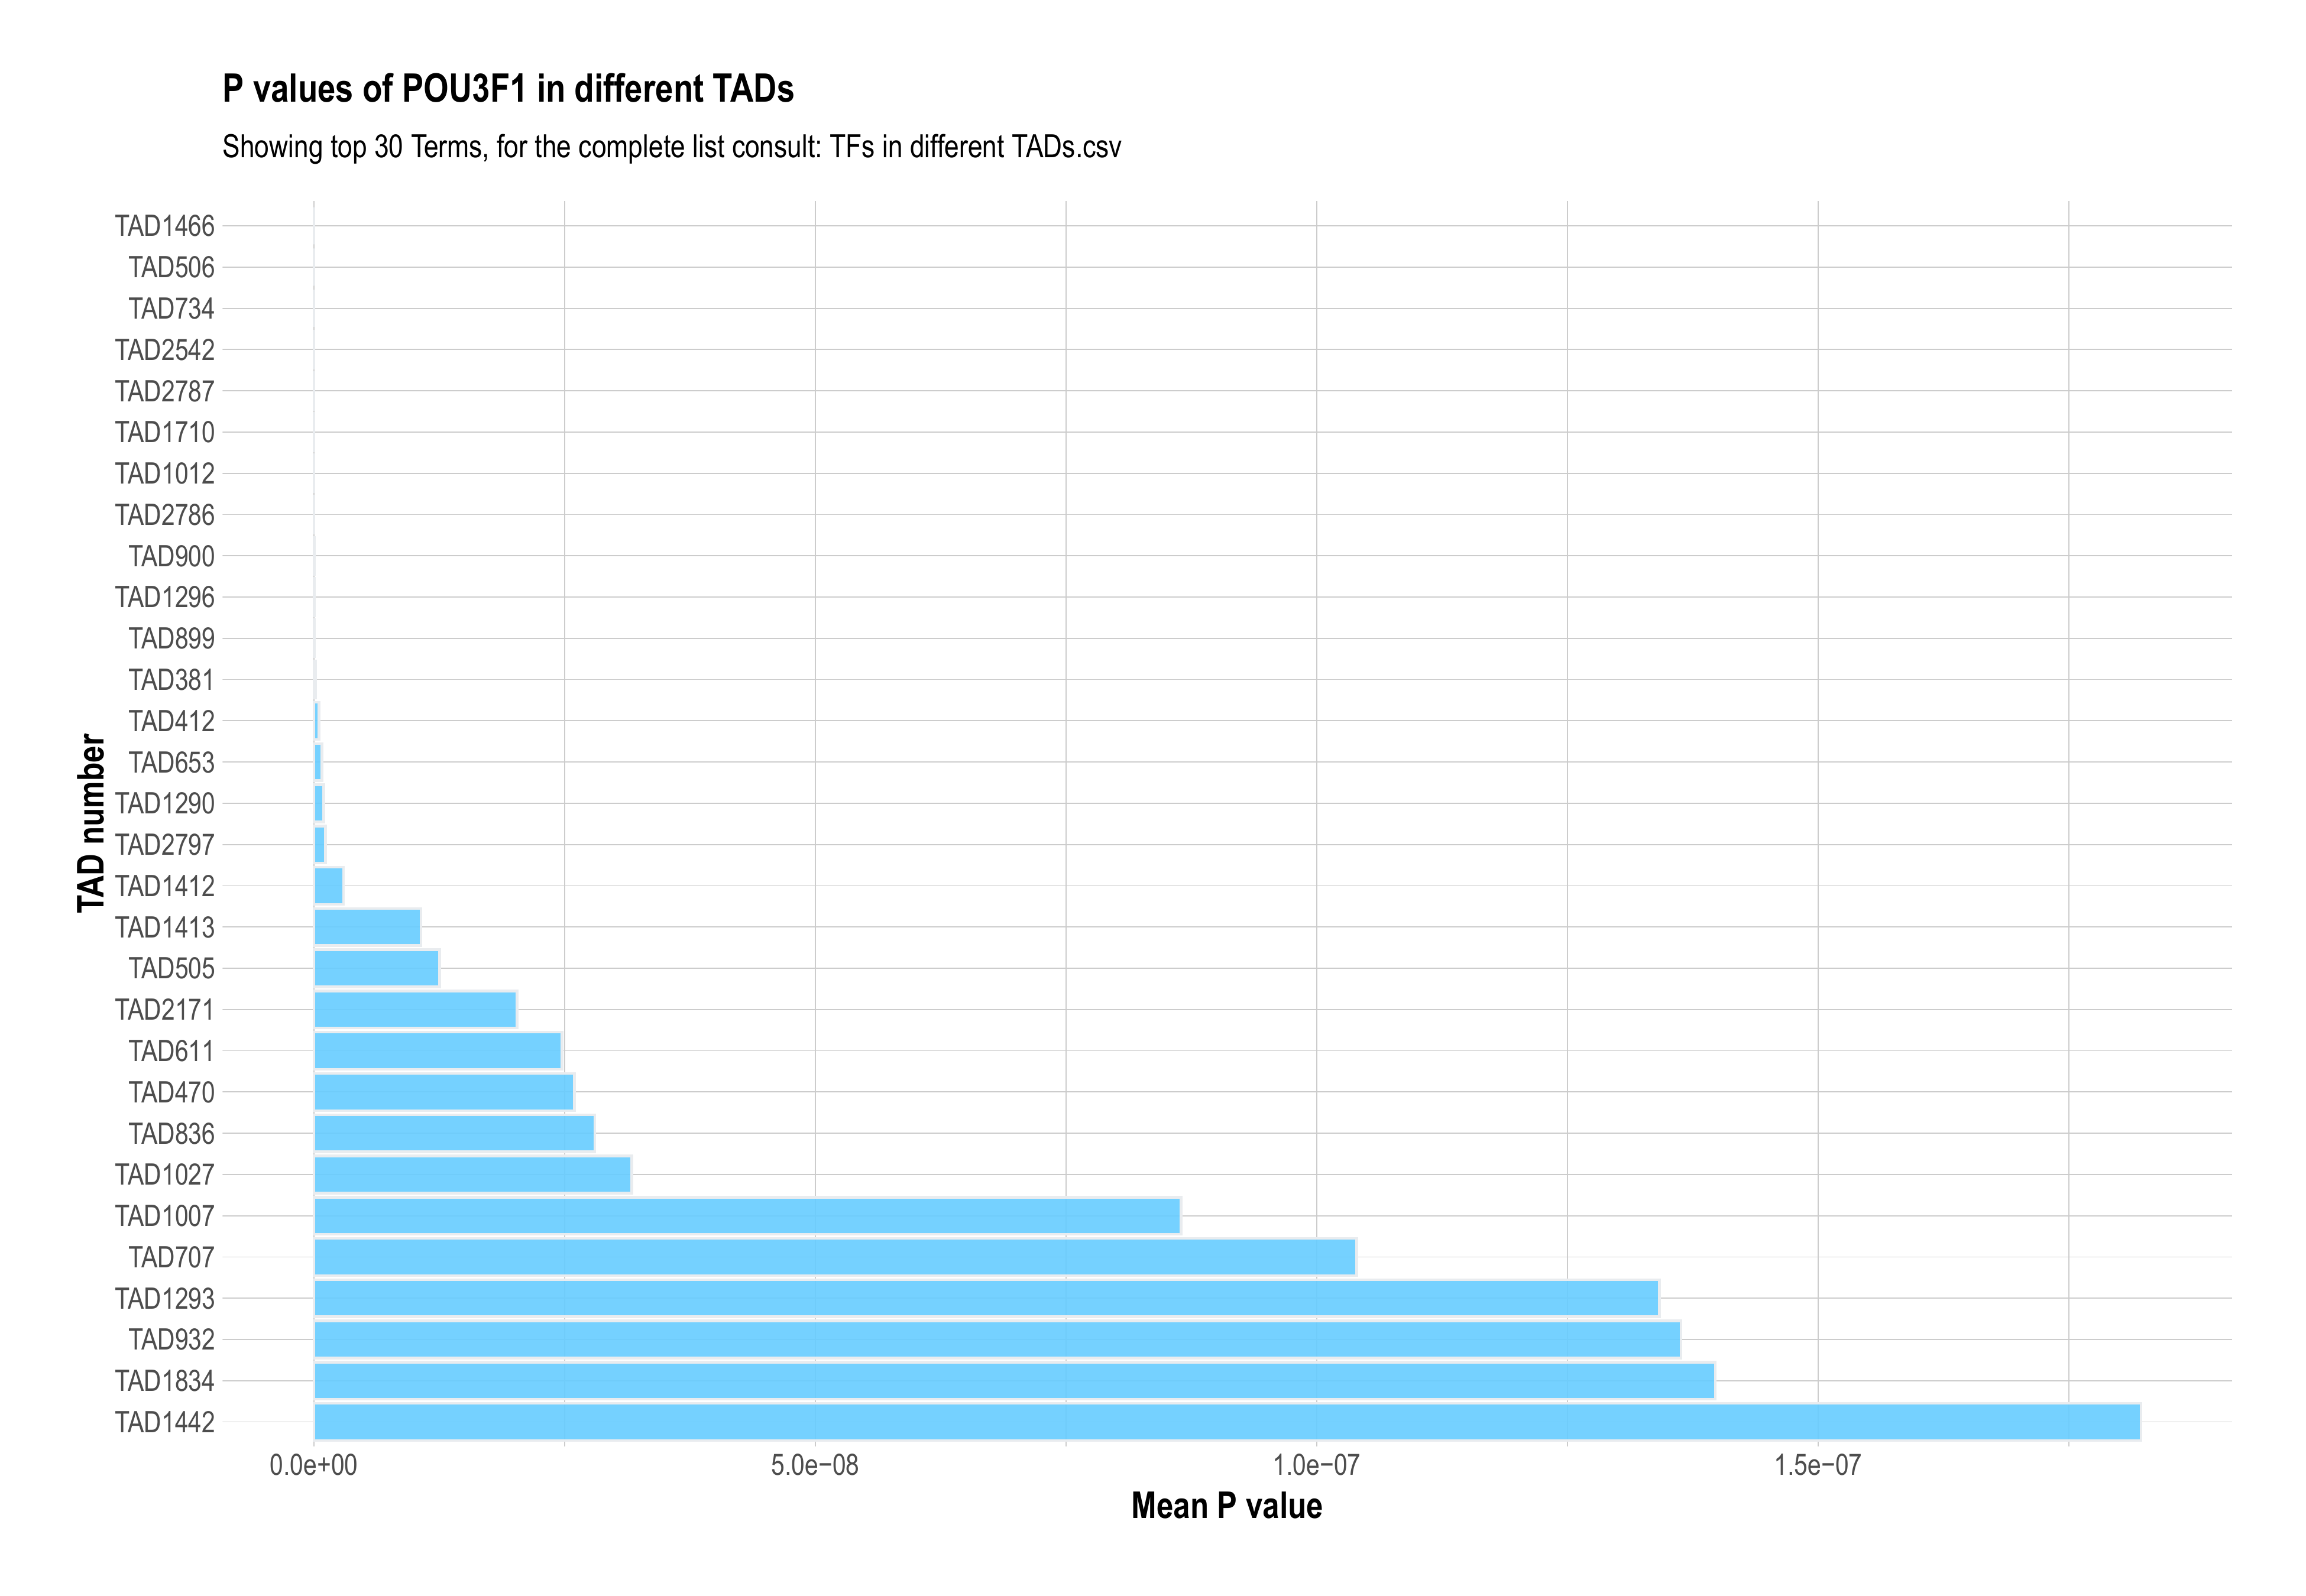 P values of POU3F1 in different TADs
Showing top 30 Terms, for the complete list consult: TFs in different TADs.csv
TAD number
TAD1466
TAD506
TAD734
TAD2542
TAD2787
TAD1710
TAD1012
TAD2786
TAD900
TAD1296
TAD899
TAD381
TAD412
TAD653
TAD1290
TAD2797
TAD1412
TAD1413
TAD505
TAD2171
TAD611
TAD470
TAD836
TAD1027
TAD1007
TAD707
TAD1293
TAD932
TAD1834
TAD1442
0.0e+00 5.0e−08 1.0e−07 1.5e−07
Mean P value